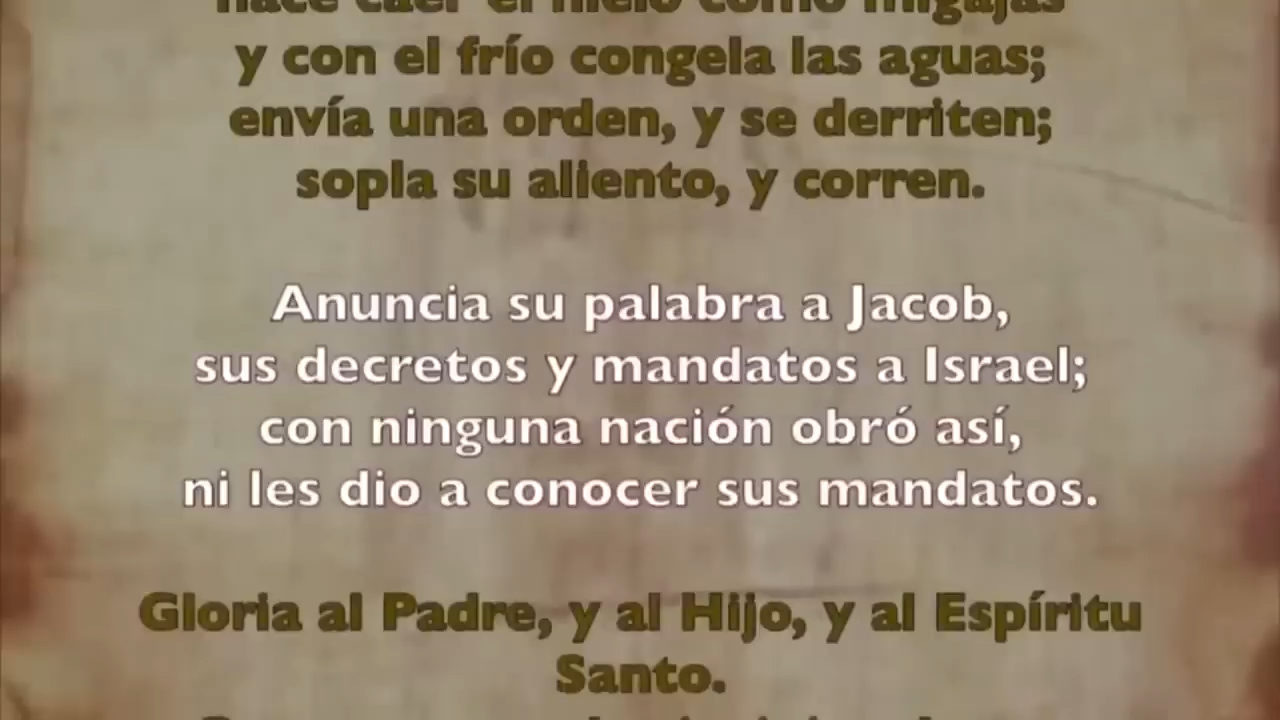 hace caer el hielo como migajas
y con el frío congela las aguas;
envía una orden, y se derriten;
sopla su aliento, y corren.
Anuncia su palabra a Jacob,
sus decretos y mandatos a Israel;
con ninguna nación obró así,
ni les dio a conocer sus mandatos.
Gloria al Padre, y al Hijo, y al Espíritu
Santo.